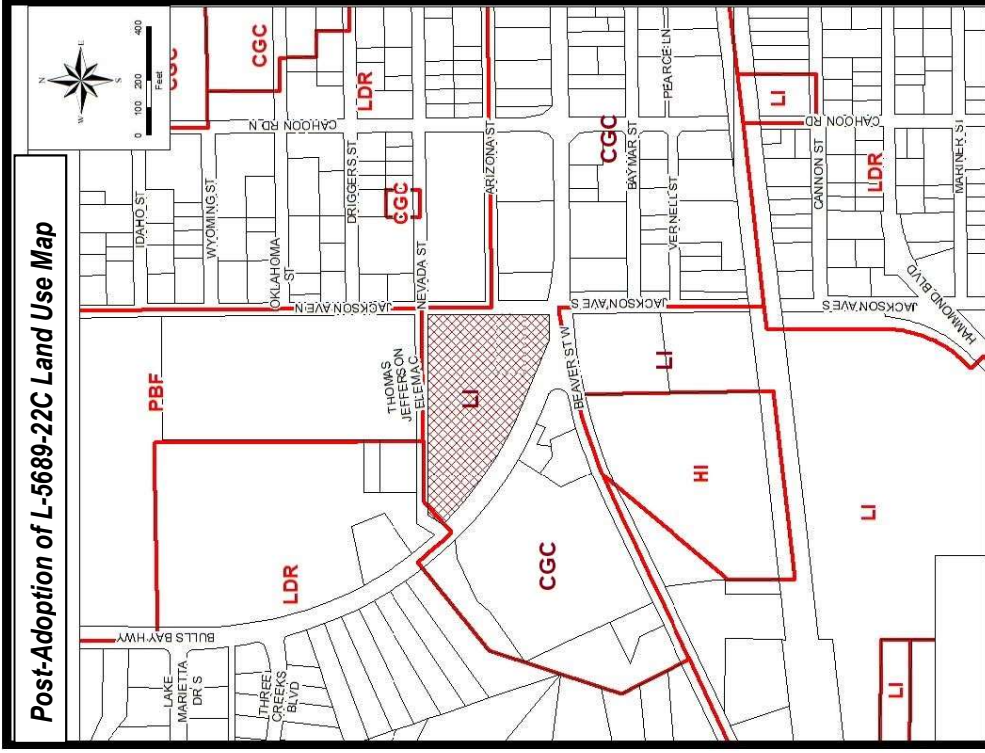 Post-Adoption of L-5689-22C Land Use Map
N
W
E
S
0
100
200
400
Feet
CGC
CGC
LDR
IDAHO ST
WYOMING ST
OKLAHOMA
ST
DRIGGERS ST
CAHOON RD N
CGC
NEVADA ST
JACKSON AVE N
ARIZONA ST
PBF
THOMAS
JEFFERSON
ELEM AC
LI
LDR
BULLS BAY HWY
LAKE
MARIETTA
DR S
THREE
CREEKS
BLVD
CGC
BEAVER ST W
JACKSON AVE S
CGC
BAYMAR ST
PEARCE LN
VERNELL ST
LI
HI
LI
LI
LI
CAHOON RD
CANNON ST
LDR
MARINER ST
JACKSON AVE S
HAMMOND BLVD